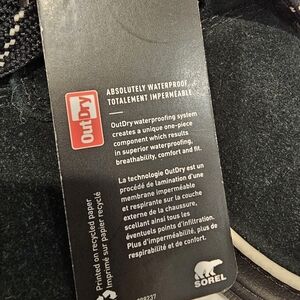 OutDry
ABSOLUTELY WATERPROOF
TOTALEMENT IMPERMÉABLE
OutDry waterproofing system
creates a unique one-piece
component which results
in superior waterproofing,
breathability, comfort and fit.
La technologie OutDry est un
procédé de lamination d'une
membrane imperméable
et respirante sur la couche
externe de la chaussure,
scellant ainsi tous les
éventuels points d'infiltration.
Plus d'imperméabilité, plus de
respirabilité et de confort.
Printed on recycled paper
Imprimé sur papier recyclé
SOREL